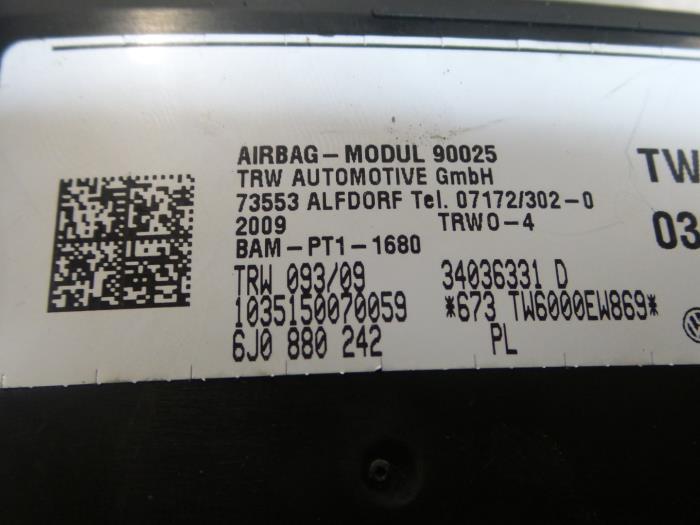 AIRBAG-MODUL 90025
TRW AUTOMOTIVE GmbH
73553 ALFDORF Tel. 07172/302-0
2009 TRWO-4
BAM-PT1-1680
TRW 093/09 34036331 D
1035150070059 *673 TW6000EW869*
6J0 880 242 PL
TW
03